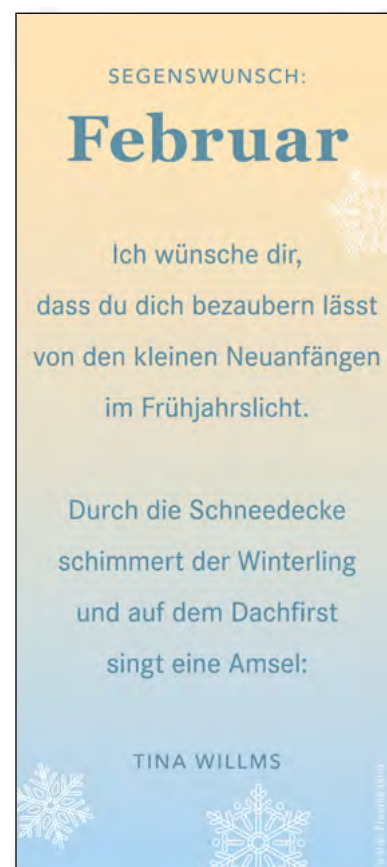 SEGENSWUNSCH:
Februar
Ich wünsche dir,
dass du dich bezaubern lässt
von den kleinen Neuanfängen
im Frühjahrslicht.
Durch die Schneedecke
schimmert der Winterling
und auf dem Dachfirst
singt eine Amsel:
TINA WILLMS